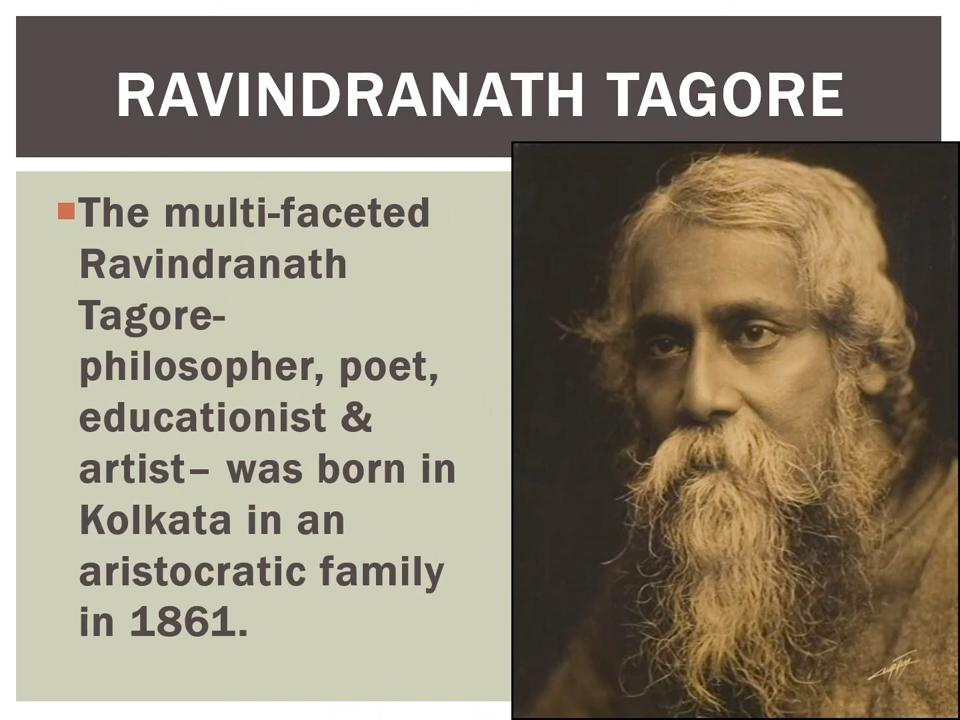 RAVINDRANATH TAGORE
The multi-faceted
Ravindranath
Tagore-
philosopher, poet,
educationist &
artist– was born in
Kolkata in an
aristocratic family
in 1861.